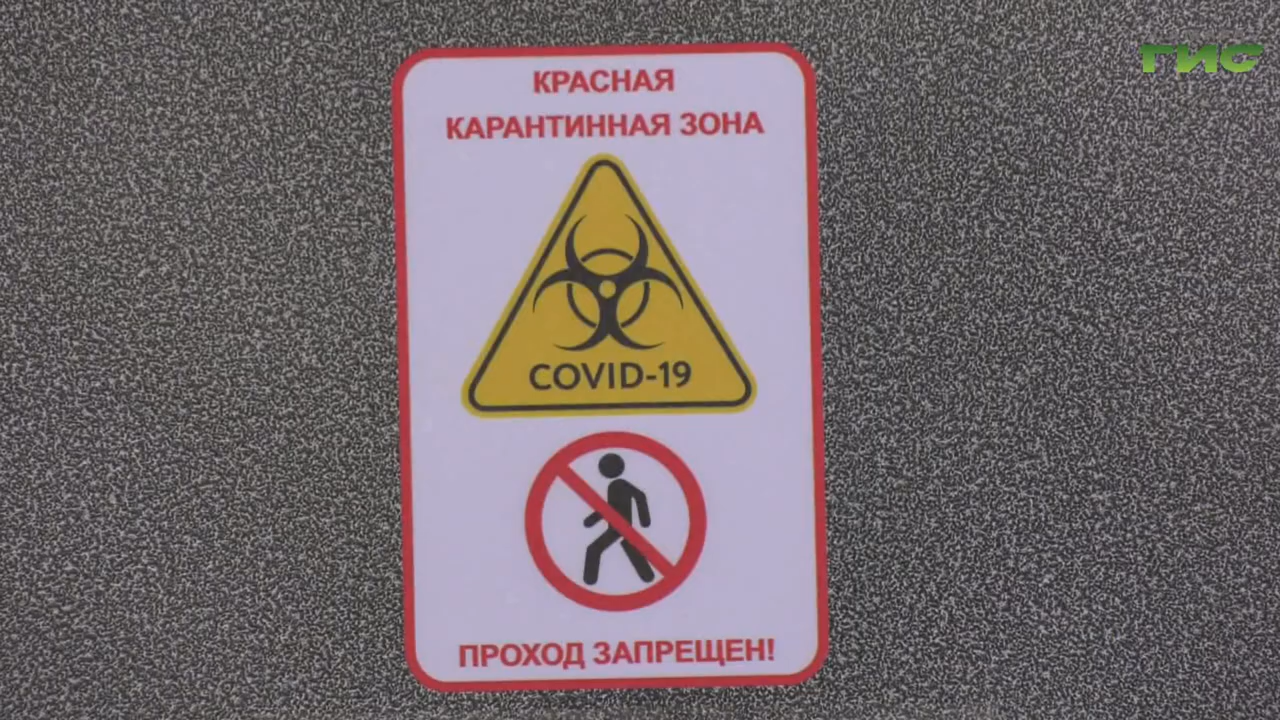 ГИС
КРАСНАЯ
КАРАНТИННАЯ ЗОНА
COVID-19
ПРОХОД ЗАПРЕЩЕН!